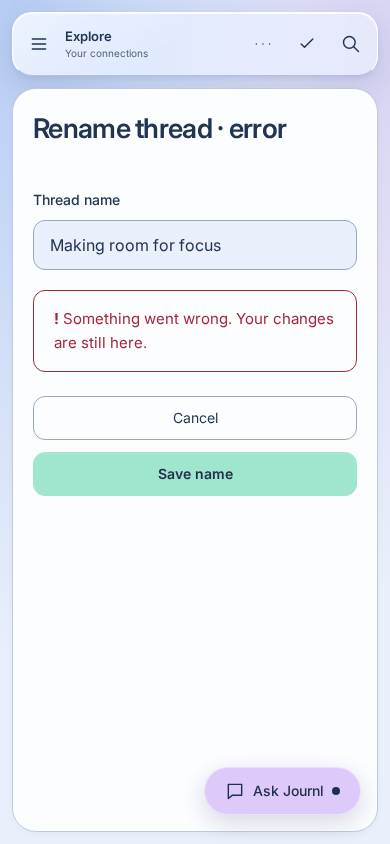 Explore
Your connections
Rename thread · error
Thread name
Making room for focus
! Something went wrong. Your changes
are still here.
Cancel
Save name
Ask Journl